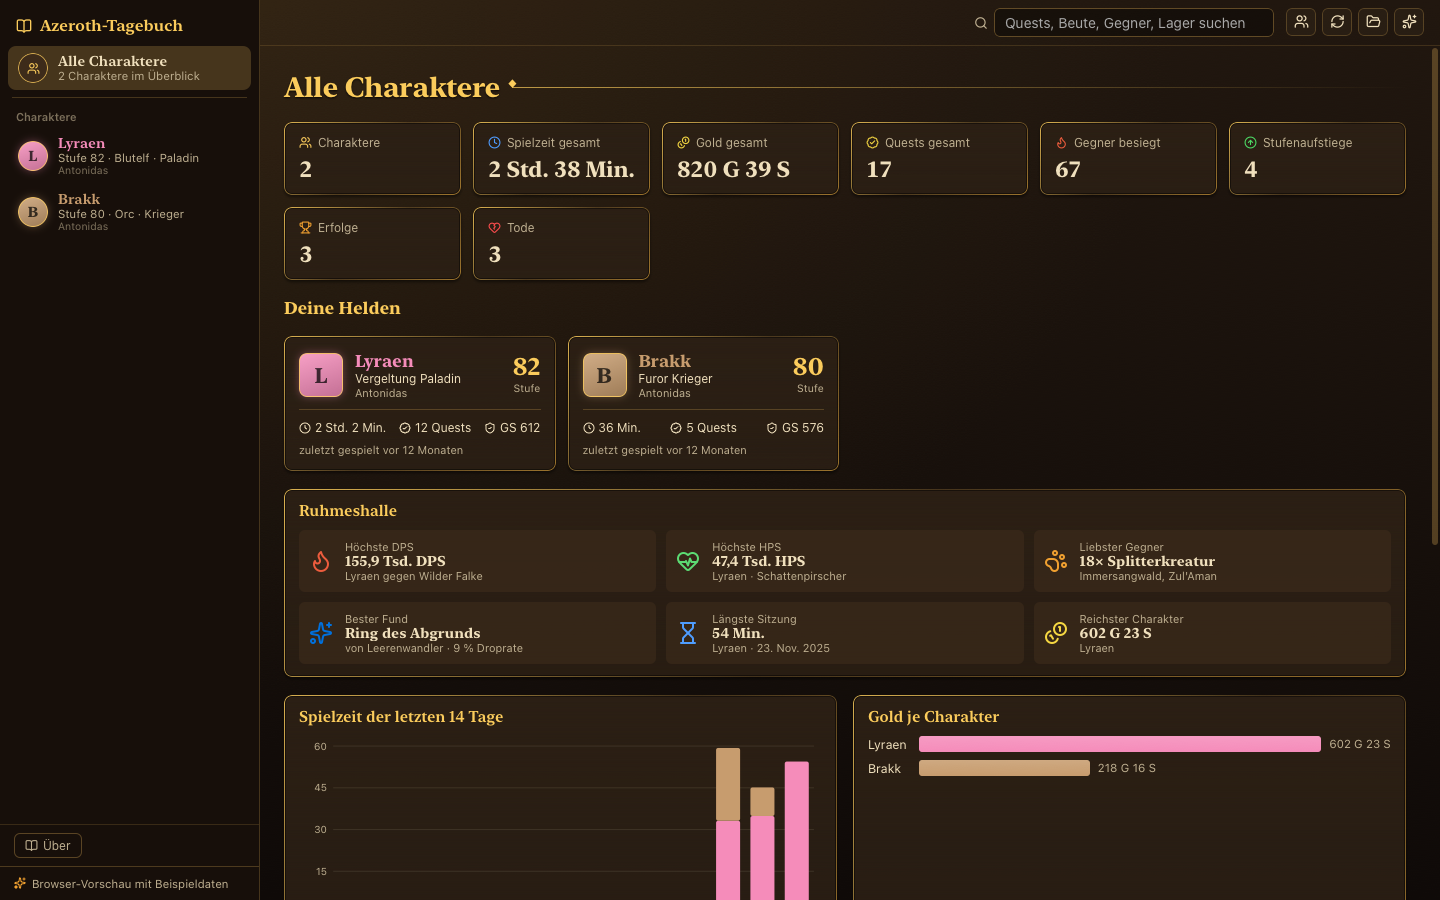 Azeroth-Tagebuch
Alle Charaktere
2 Charaktere im Überblick
Charaktere
L
Lyraen
Stufe 82 · Blutelf · Paladin
Antonidas
B
Brakk
Stufe 80 · Orc · Krieger
Antonidas
Über
Browser-Vorschau mit Beispieldaten
Quests, Beute, Gegner, Lager suchen
Alle Charaktere
Charaktere
2
Spielzeit gesamt
2 Std. 38 Min.
Gold gesamt
820 G 39 S
Quests gesamt
17
Gegner besiegt
67
Stufenaufstiege
4
Erfolge
3
Tode
3
Deine Helden
L
Lyraen
Vergeltung Paladin
Antonidas
82
Stufe
2 Std. 2 Min.
12 Quests
GS 612
zuletzt gespielt vor 12 Monaten
B
Brakk
Furor Krieger
Antonidas
80
Stufe
36 Min.
5 Quests
GS 576
zuletzt gespielt vor 12 Monaten
Ruhmeshalle
Höchste DPS
155,9 Tsd. DPS
Lyraen gegen Wilder Falke
Höchste HPS
47,4 Tsd. HPS
Lyraen · Schattenpirscher
Liebster Gegner
18× Splitterkreatur
Immersangwald, Zul'Aman
Bester Fund
Ring des Abgrunds
von Leerenwandler · 9 % Droprate
Längste Sitzung
54 Min.
Lyraen · 23. Nov. 2025
Reichster Charakter
602 G 23 S
Lyraen
Spielzeit der letzten 14 Tage
60
45
30
15
Gold je Charakter
Lyraen
602 G 23 S
Brakk
218 G 16 S